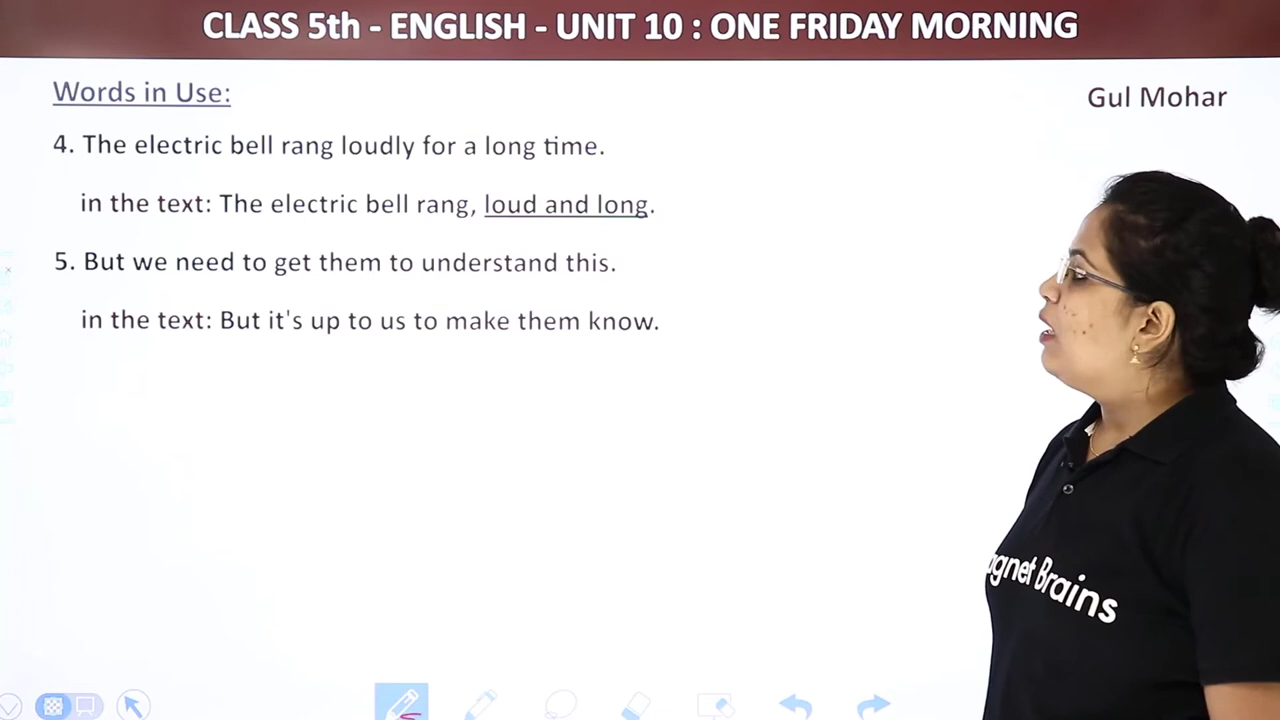 CLASS 5th - ENGLISH - UNIT 10 : ONE FRIDAY MORNING
Words in Use:
Gul Mohar
4. The electric bell rang loudly for a long time.
in the text: The electric bell rang, loud and long.
5. But we need to get them to understand this.
in the text: But it's up to us to make them know.
agnet Brains